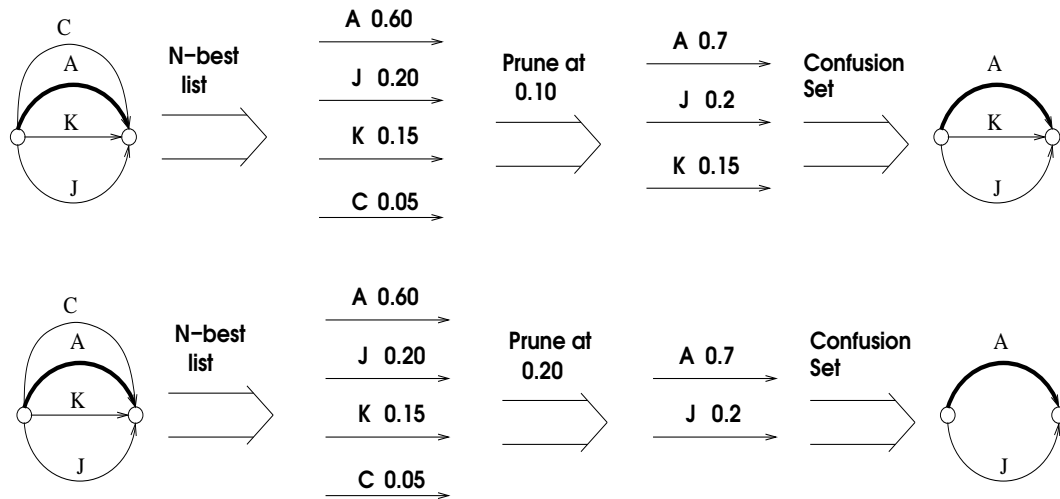 C
A
K
J
N-best
list
A 0.60
J 0.20
K 0.15
C 0.05
Prune at
0.10
A 0.7
J 0.2
K 0.15
Confusion
Set
A
K
J
C
A
K
J
N-best
list
A 0.60
J 0.20
K 0.15
C 0.05
Prune at
0.20
A 0.7
J 0.2
Confusion
Set
A
J